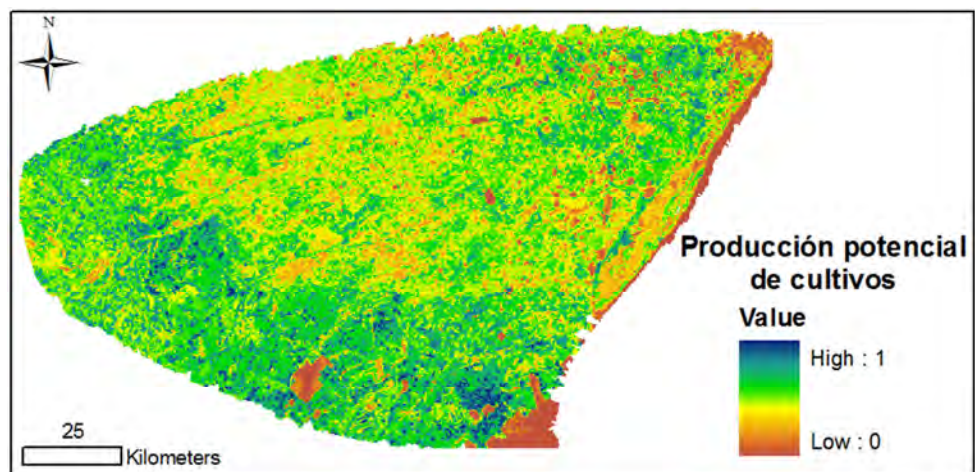 N
Producción potencial
de cultivos
Value
High : 1
Low : 0
25
Kilometers